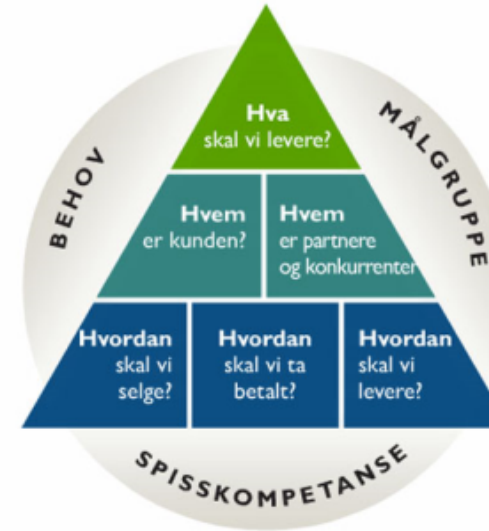 Hva
skal vi levere?
BEHOV
MÅLGRUPPE
Hvem
er kunden?
Hvem
er partnere
og konkurrenter
Hvordan
skal vi
selge?
Hvordan
skal vi ta
betalt?
Hvordan
skal vi
levere?
SPISSKOMPETANSE